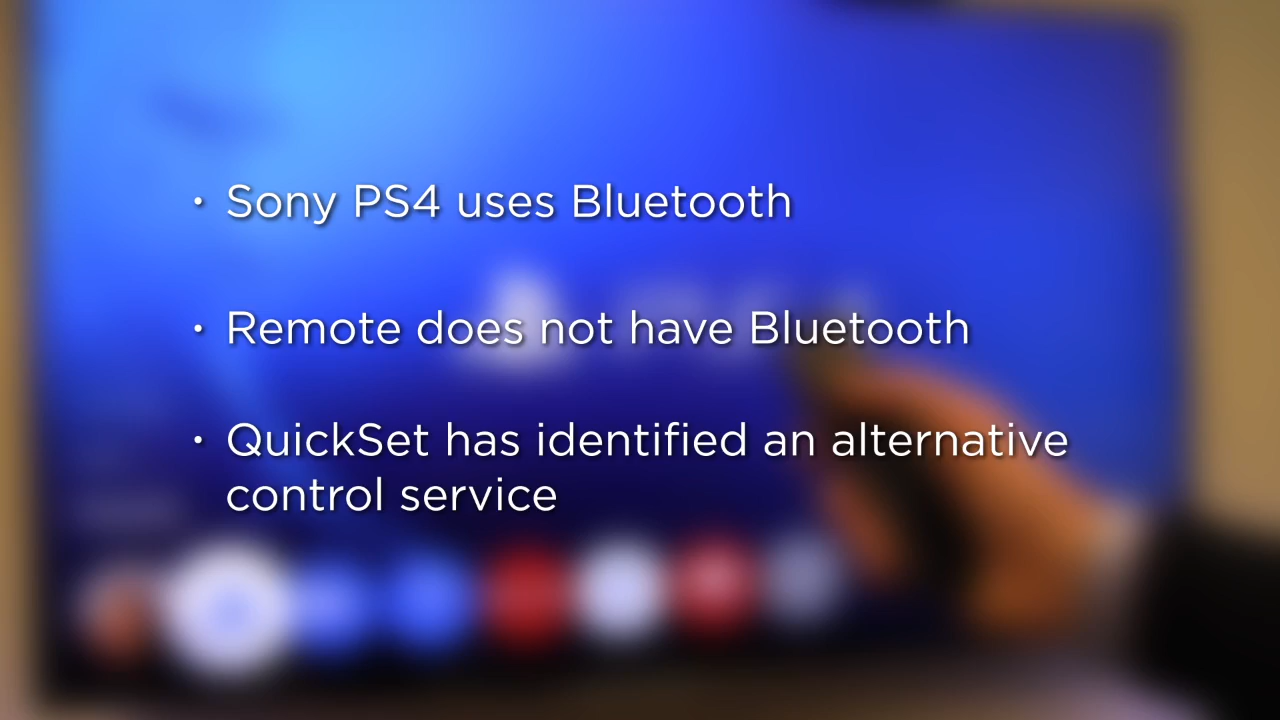 • Sony PS4 uses Bluetooth
• Remote does not have Bluetooth
• QuickSet has identified an alternative
control service